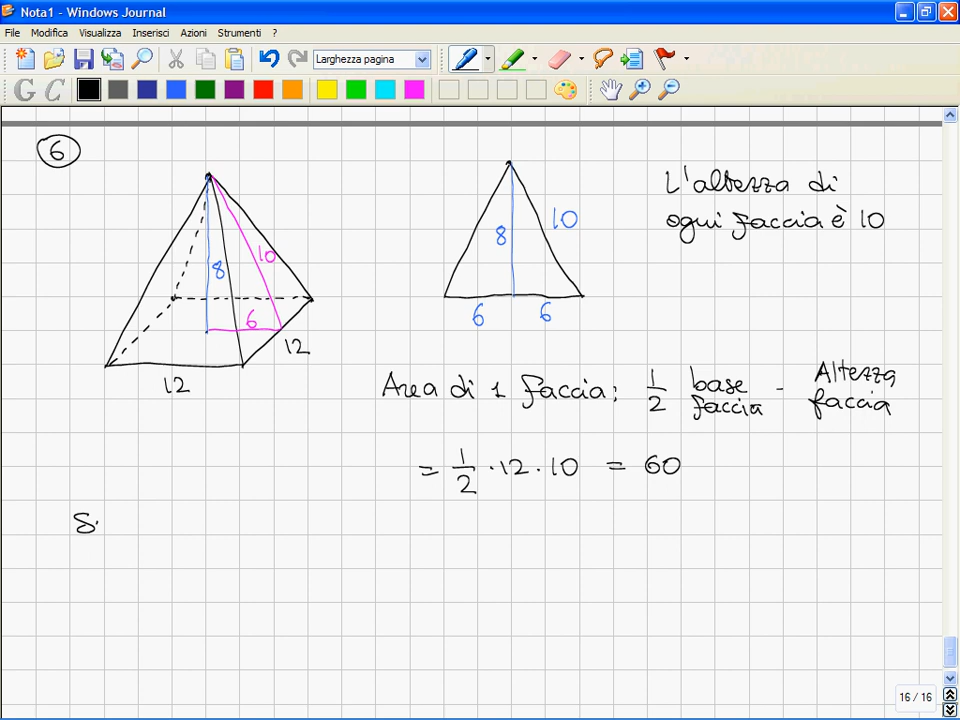 Nota1 - Windows Journal
File Modifica Visualizza Inserisci Azioni Strumenti ?
Larghezza pagina
G C
6
L'altezza di
ogni faccia è 10
8 10
8 10
6
12
12
6 6
Area di 1 faccia: 1/2 base faccia · Altezza faccia
= 1/2 · 12 · 10 = 60
S.
16 / 16